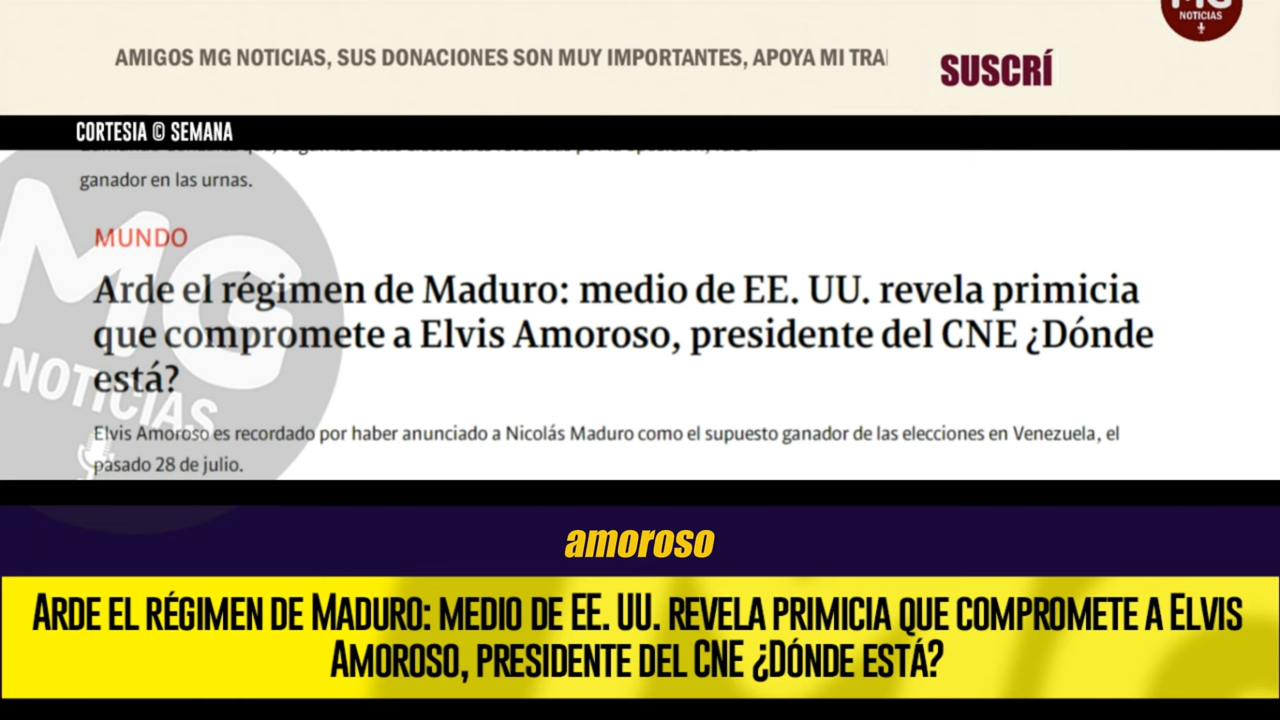 AMIGOS MG NOTICIAS, SUS DONACIONES SON MUY IMPORTANTES, APOYA MI TRA
SUSCRÍ
MG
NOTICIAS
CORTESIA © SEMANA
ganador en las urnas.
MUNDO
Arde el régimen de Maduro: medio de EE. UU. revela primicia
que compromete a Elvis Amoroso, presidente del CNE ¿Dónde
está?
Elvis Amoroso es recordado por haber anunciado a Nicolás Maduro como el supuesto ganador de las elecciones en Venezuela, el
pasado 28 de julio.
MG
NOTICIAS
amoroso
ARDE EL RÉGIMEN DE MADURO: MEDIO DE EE. UU. REVELA PRIMICIA QUE COMPROMETE A ELVIS
AMOROSO, PRESIDENTE DEL CNE ¿DÓNDE ESTÁ?